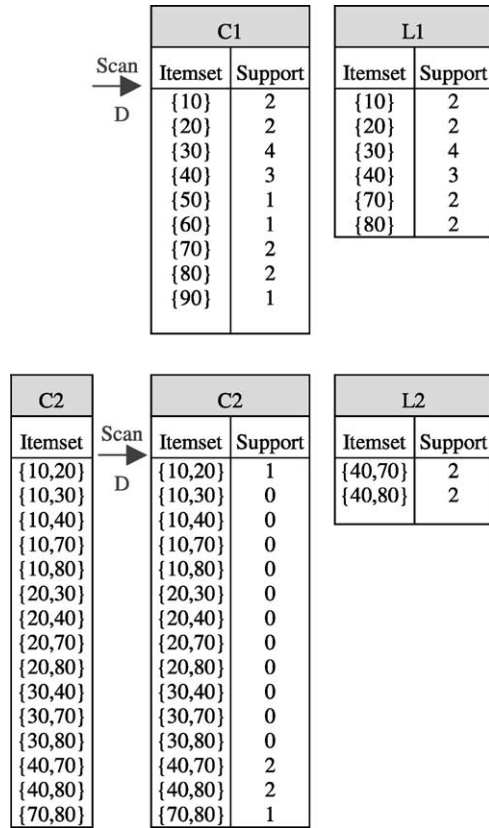 C1 L1
Scan Itemset Support Itemset Support
D {10} 2 {10} 2
{20} 2 {20} 2
{30} 4 {30} 4
{40} 3 {40} 3
{50} 1 {70} 2
{60} 1 {80} 2
{70} 2
{80} 2
{90} 1
C2 C2 L2
Itemset Scan Itemset Support Itemset Support
{10,20} D {10,20} 1 {40,70} 2
{10,30} {10,30} 0 {40,80} 2
{10,40} {10,40} 0
{10,70} {10,70} 0
{10,80} {10,80} 0
{20,30} {20,30} 0
{20,40} {20,40} 0
{20,70} {20,70} 0
{20,80} {20,80} 0
{30,40} {30,40} 0
{30,70} {30,70} 0
{30,80} {30,80} 0
{40,70} {40,70} 2
{40,80} {40,80} 2
{70,80} {70,80} 1